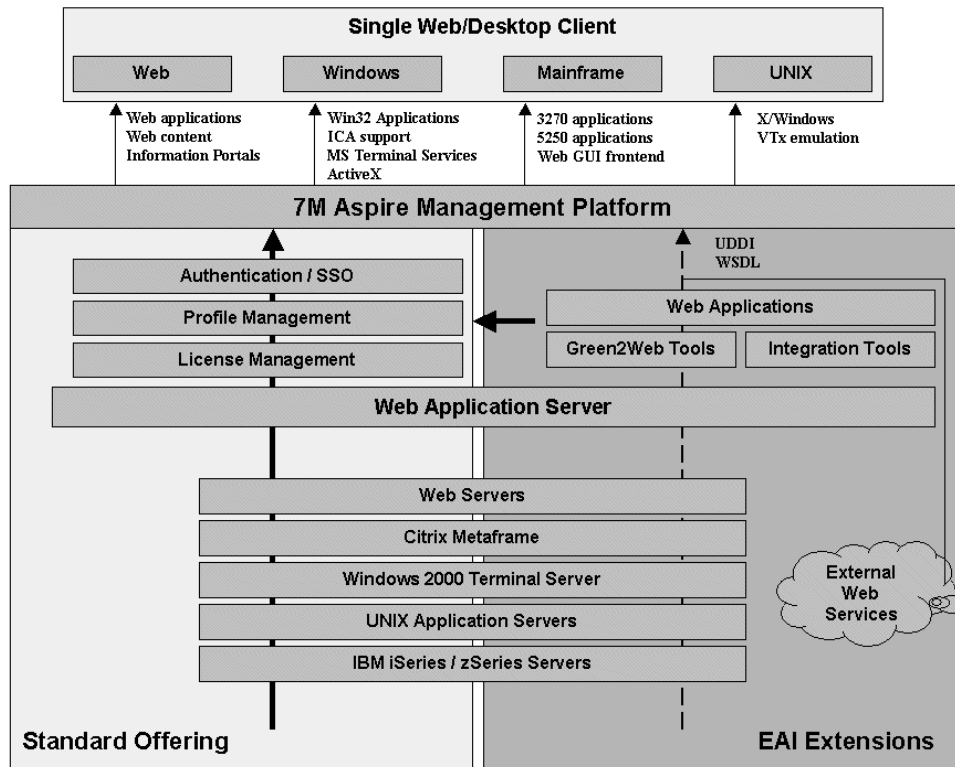 Single Web/Desktop Client
Web
Windows
Mainframe
UNIX
Web applications
Web content
Information Portals
Win32 Applications
ICA support
MS Terminal Services
ActiveX
3270 applications
5250 applications
Web GUI frontend
X/Windows
VTx emulation
7M Aspire Management Platform
UDDI
WSDL
Authentication / SSO
Profile Management
License Management
Web Applications
Green2Web Tools
Integration Tools
Web Application Server
Web Servers
Citrix Metaframe
Windows 2000 Terminal Server
UNIX Application Servers
IBM iSeries / zSeries Servers
External
Web
Services
Standard Offering
EAI Extensions